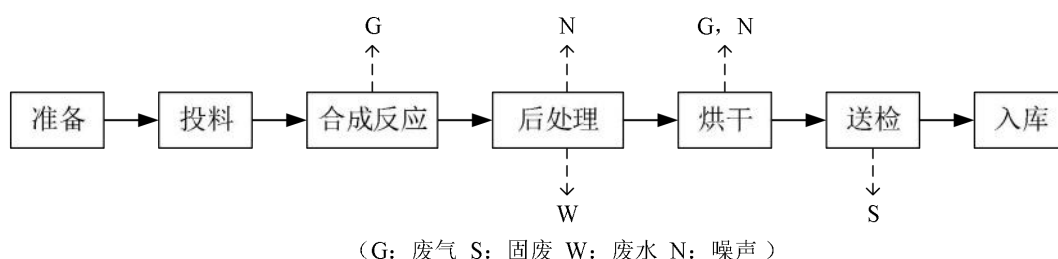 G N G，N
准备 投料 合成反应 后处理 烘干 送检 入库
W S
（G：废气 S：固废 W：废水 N：噪声）